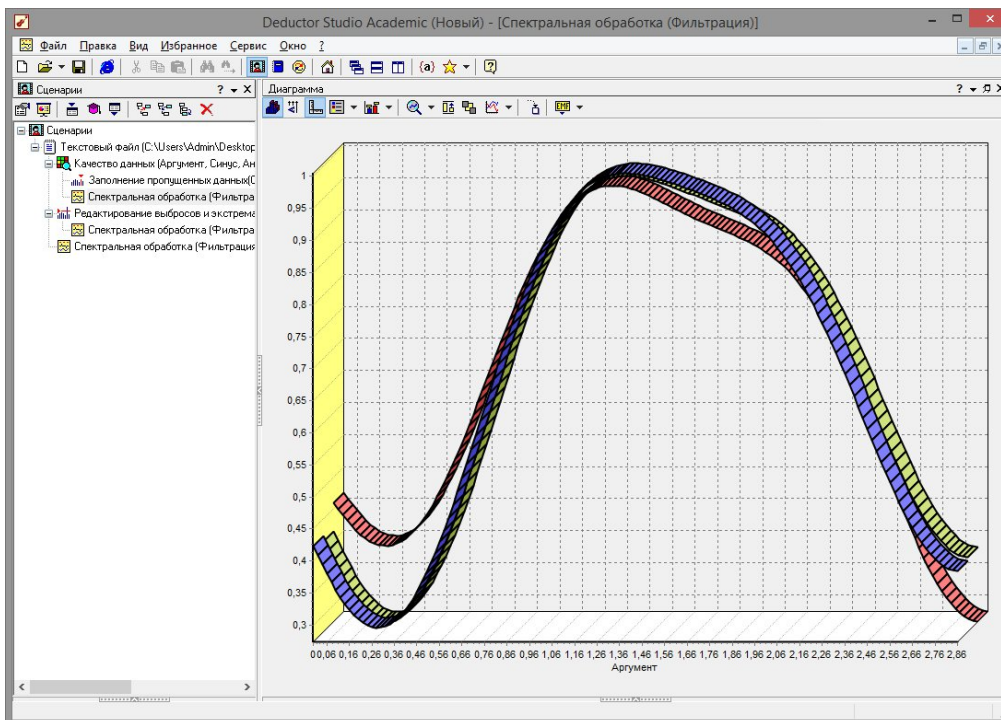 Deductor Studio Academic (Новый) - [Спектральная обработка (Фильтрация)]
Файл Правка Вид Избранное Сервис Окно ?
Сценарии
Диаграмма
Сценарии
Текстовый файл (C:\Users\Admin\Desktop
Качество данных (Аргумент, Синус, Ан
Заполнение пропущенных данных(С
Спектральная обработка (Фильтра
Редактирование выбросов и экстрема
Спектральная обработка (Фильтра
Спектральная обработка (Фильтрация
1
0,95
0,9
0,85
0,8
0,75
0,7
0,65
0,6
0,55
0,5
0,45
0,4
0,35
0,3
00,06 0,16 0,26 0,36 0,46 0,56 0,66 0,76 0,86 0,96 1,06 1,16 1,26 1,36 1,46 1,56 1,66 1,76 1,86 1,96 2,06 2,16 2,26 2,36 2,46 2,56 2,66 2,76 2,86
Аргумент